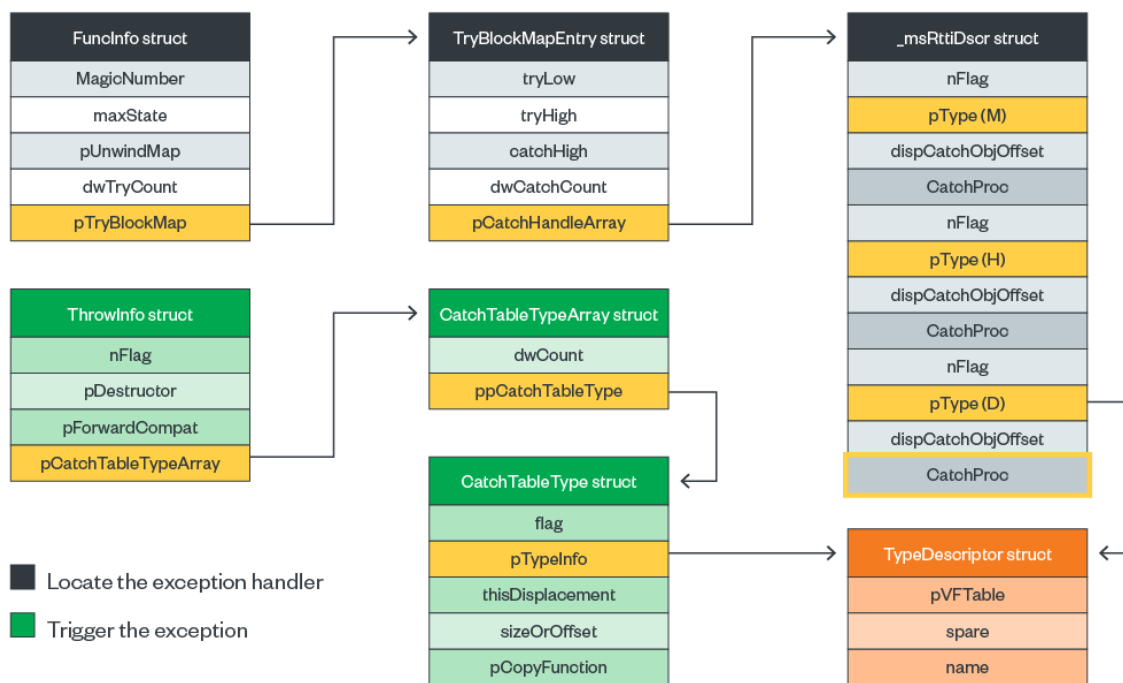 FuncInfo struct
MagicNumber
maxState
pUnwindMap
dwTryCount
pTryBlockMap
TryBlockMapEntry struct
tryLow
tryHigh
catchHigh
dwCatchCount
pCatchHandleArray
_msRttiDscr struct
nFlag
pType (M)
dispCatchObjOffset
CatchProc
nFlag
pType (H)
dispCatchObjOffset
CatchProc
nFlag
pType (D)
dispCatchObjOffset
CatchProc
ThrowInfo struct
nFlag
pDestructor
pForwardCompat
pCatchTableTypeArray
CatchTableTypeArray struct
dwCount
ppCatchTableType
CatchTableType struct
flag
pTypeInfo
thisDisplacement
sizeOrOffset
pCopyFunction
TypeDescriptor struct
pVFTable
spare
name
Locate the exception handler
Trigger the exception